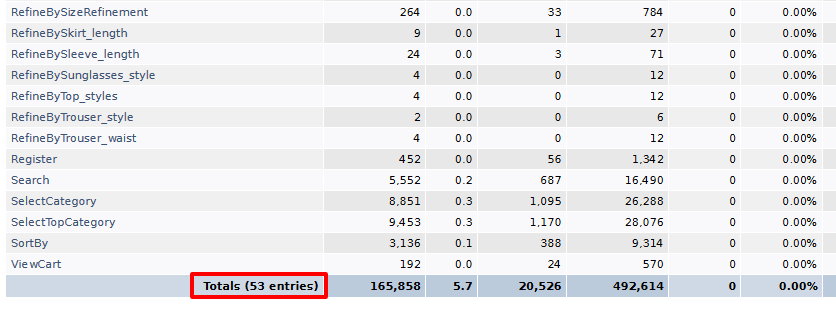 RefineBySizeRefinement 264 0.0 33 784 0 0.00%
RefineBySkirt_length 9 0.0 1 27 0 0.00%
RefineBySleeve_length 24 0.0 3 71 0 0.00%
RefineBySunglasses_style 4 0.0 0 12 0 0.00%
RefineByTop_styles 4 0.0 0 12 0 0.00%
RefineByTrouser_style 2 0.0 0 6 0 0.00%
RefineByTrouser_waist 4 0.0 0 12 0 0.00%
Register 452 0.0 56 1,342 0 0.00%
Search 5,552 0.2 687 16,490 0 0.00%
SelectCategory 8,851 0.3 1,095 26,288 0 0.00%
SelectTopCategory 9,453 0.3 1,170 28,076 0 0.00%
SortBy 3,136 0.1 388 9,314 0 0.00%
ViewCart 192 0.0 24 570 0 0.00%
Totals (53 entries) 165,858 5.7 20,526 492,614 0 0.00%